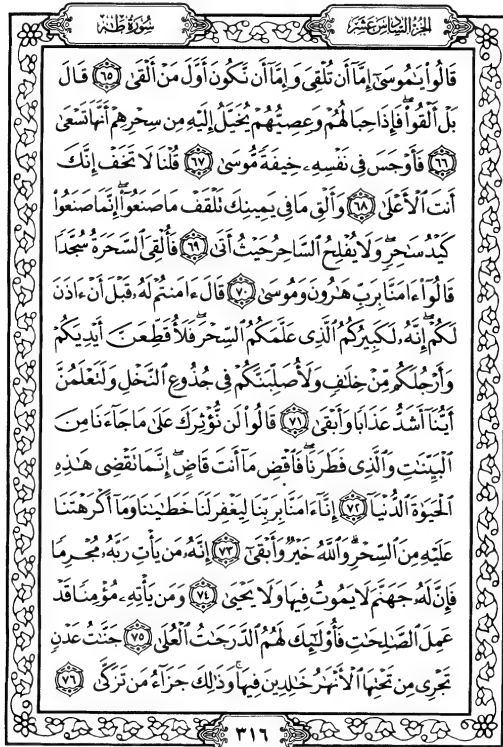 الجزء السادس عشر
سورة طه
قَالُوا۟ يَـٰمُوسَىٰٓ إِمَّآ أَن تُلْقِىَ وَإِمَّآ أَن نَّكُونَ أَوَّلَ مَنْ أَلْقَىٰ ٦٥ قَالَ
بَلْ أَلْقُوا۟ ۖ فَإِذَا حِبَالُهُمْ وَعِصِيُّهُمْ يُخَيَّلُ إِلَيْهِ مِن سِحْرِهِمْ أَنَّهَا تَسْعَىٰ
٦٦ فَأَوْجَسَ فِى نَفْسِهِۦ خِيفَةً مُّوسَىٰ ٦٧ قُلْنَا لَا تَخَفْ إِنَّكَ
أَنتَ ٱلْأَعْلَىٰ ٦٨ وَأَلْقِ مَا فِى يَمِينِكَ تَلْقَفْ مَا صَنَعُوٓا۟ ۖ إِنَّمَا صَنَعُوا۟
كَيْدُ سَـٰحِرٍ ۖ وَلَا يُفْلِحُ ٱلسَّاحِرُ حَيْثُ أَتَىٰ ٦٩ فَأُلْقِىَ ٱلسَّحَرَةُ سُجَّدًا
قَالُوٓا۟ ءَامَنَّا بِرَبِّ هَـٰرُونَ وَمُوسَىٰ ٧٠ قَالَ ءَامَنتُمْ لَهُۥ قَبْلَ أَنْ ءَاذَنَ
لَكُمْ ۖ إِنَّهُۥ لَكَبِيرُكُمُ ٱلَّذِى عَلَّمَكُمُ ٱلسِّحْرَ ۖ فَلَأُقَطِّعَنَّ أَيْدِيَكُمْ
وَأَرْجُلَكُم مِّنْ خِلَـٰفٍ وَلَأُصَلِّبَنَّكُمْ فِى جُذُوعِ ٱلنَّخْلِ وَلَتَعْلَمُنَّ
أَيُّنَآ أَشَدُّ عَذَابًا وَأَبْقَىٰ ٧١ قَالُوا۟ لَن نُّؤْثِرَكَ عَلَىٰ مَا جَآءَنَا مِنَ
ٱلْبَيِّنَـٰتِ وَٱلَّذِى فَطَرَنَا ۖ فَٱقْضِ مَآ أَنتَ قَاضٍ ۖ إِنَّمَا تَقْضِى هَـٰذِهِ
ٱلْحَيَوٰةَ ٱلدُّنْيَآ ٧٢ إِنَّآ ءَامَنَّا بِرَبِّنَا لِيَغْفِرَ لَنَا خَطَـٰيَـٰنَا وَمَآ أَكْرَهْتَنَا
عَلَيْهِ مِنَ ٱلسِّحْرِ ۗ وَٱللَّهُ خَيْرٌ وَأَبْقَىٰٓ ٧٣ إِنَّهُۥ مَن يَأْتِ رَبَّهُۥ مُجْرِمًا
فَإِنَّ لَهُۥ جَهَنَّمَ لَا يَمُوتُ فِيهَا وَلَا يَحْيَىٰ ٧٤ وَمَن يَأْتِهِۦ مُؤْمِنًا قَدْ
عَمِلَ ٱلصَّـٰلِحَـٰتِ فَأُو۟لَـٰٓئِكَ لَهُمُ ٱلدَّرَجَـٰتُ ٱلْعُلَىٰ ٧٥ جَنَّـٰتُ عَدْنٍ
تَجْرِى مِن تَحْتِهَا ٱلْأَنْهَـٰرُ خَـٰلِدِينَ فِيهَا ۚ وَذَٰلِكَ جَزَآءُ مَن تَزَكَّىٰ ٧٦
٣١٦